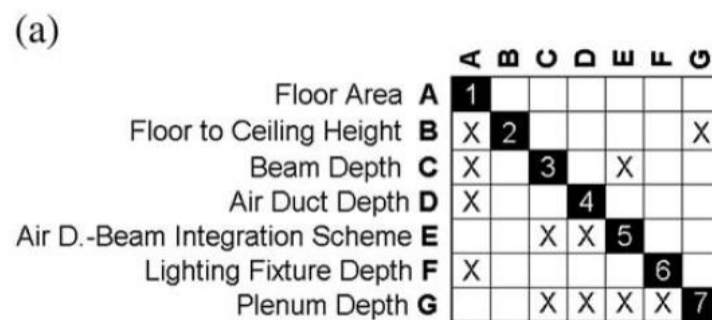 (a)
A B C D E F G
Floor Area A 1
Floor to Ceiling Height B X 2 X
Beam Depth C X 3 X
Air Duct Depth D X 4
Air D.-Beam Integration Scheme E X X 5
Lighting Fixture Depth F X 6
Plenum Depth G X X X X 7